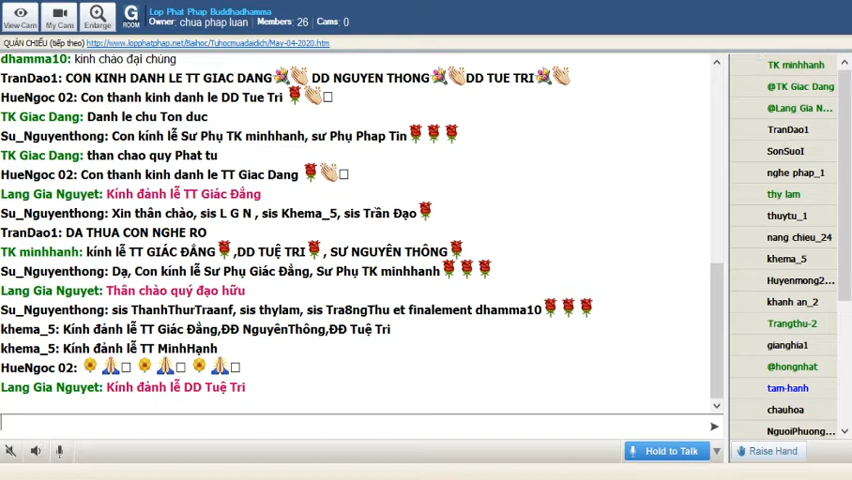 Lop Phat Phap Buddhadhamma
Owner: chua phap luan Members: 26 Cams: 0
View Cam
My Cam
Enlarge
G ROOM
QUÁN CHIẾU (tiếp theo) http://www.lopphatphap.net/Baihoc/Tuhocmuadaidich/May-04-2020.htm
dhamma10: kính chào đại chúng
TranDao1: CON KINH DANH LE TT GIAC DANG DD NGUYEN THONG DD TUE TRI
HueNgoc 02: Con thanh kinh danh le DD Tue Tri
TK Giac Dang: Danh le chu Ton duc
Su_Nguyenthong: Con kính lễ Sư Phụ TK minhhanh, sư Phụ Phap Tin
TK Giac Dang: than chao quy Phat tu
HueNgoc 02: Con thanh kinh danh le TT Giac Dang
Lang Gia Nguyet: Kính đảnh lễ TT Giác Đẳng
Su_Nguyenthong: Xin thân chào, sis L G N , sis Khema_5, sis Trần Đạo
TranDao1: DA THUA CON NGHE RO
TK minhhanh: kính lễ TT GIÁC ĐẲNG ,DD TUỆ TRI , SƯ NGUYÊN THÔNG
Su_Nguyenthong: Dạ, Con kính lễ Sư Phụ Giác Đẳng, Sư Phụ TK minhhanh
Lang Gia Nguyet: Thân chào quý đạo hữu
Su_Nguyenthong: sis ThanhThurTraanf, sis thylam, sis Tra8ngThu et finalement dhamma10
khema_5: Kính đảnh lễ TT Giác Đẳng,ĐĐ NguyênThông,ĐĐ Tuệ Tri
khema_5: Kính đảnh lễ TT MinhHạnh
HueNgoc 02:
Lang Gia Nguyet: Kính đảnh lễ DD Tuệ Tri
Hold to Talk
TK minhhanh
@TK Giac Dang
@Lang Gia N...
TranDao1
SonSuoI
nghe phap_1
thy lam
thuytu_1
nang chieu_24
khema_5
Huyenmong2...
khanh an_2
Trangthu-2
gianghia1
@hongnhat
tam-hanh
chauhoa
NguoiPhuong...
Raise Hand